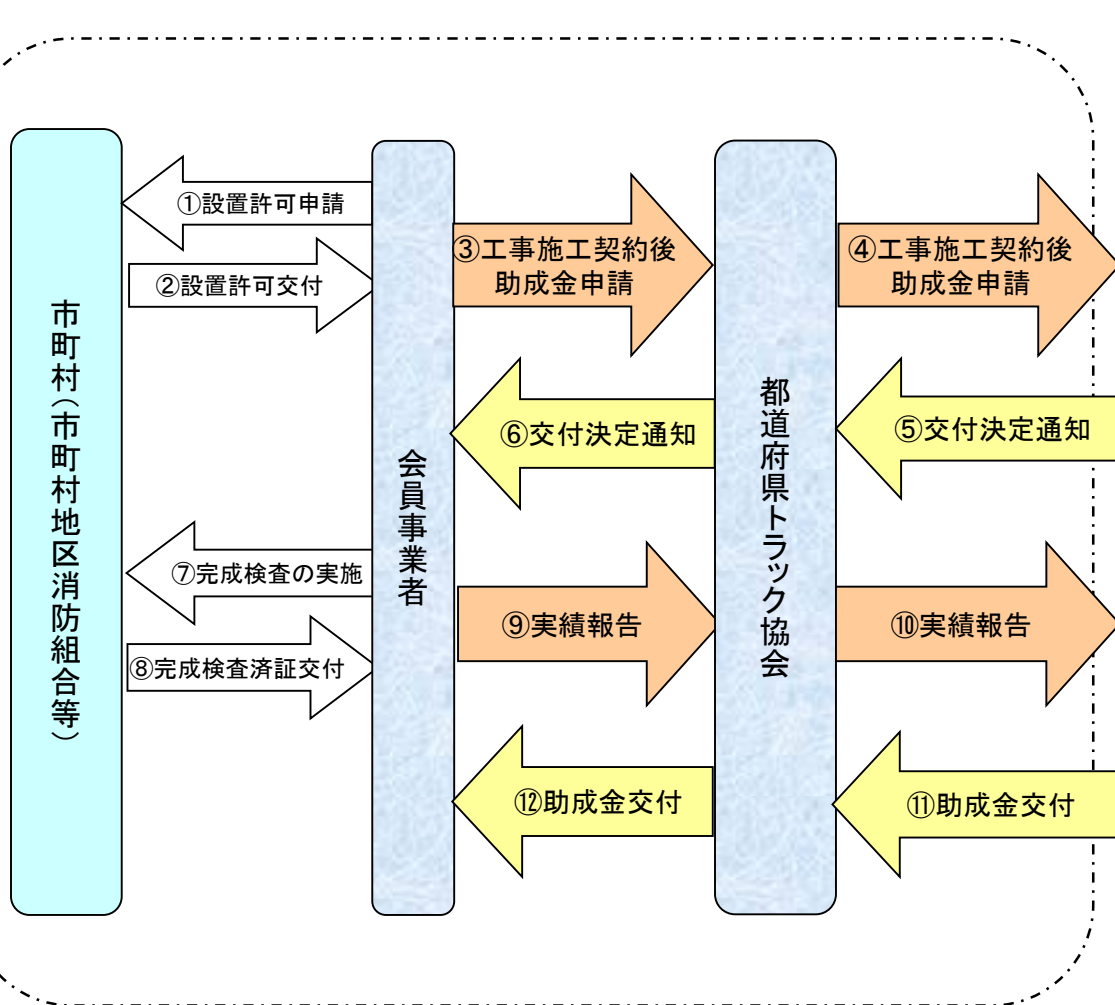 市町村（市町村地区消防組合等）
①設置許可申請
②設置許可交付
⑦完成検査の実施
⑧完成検査済証交付
会員事業者
③工事施工契約後
助成金申請
⑥交付決定通知
⑨実績報告
⑫助成金交付
都道府県トラック協会
④工事施工契約後
助成金申請
⑤交付決定通知
⑩実績報告
⑪助成金交付